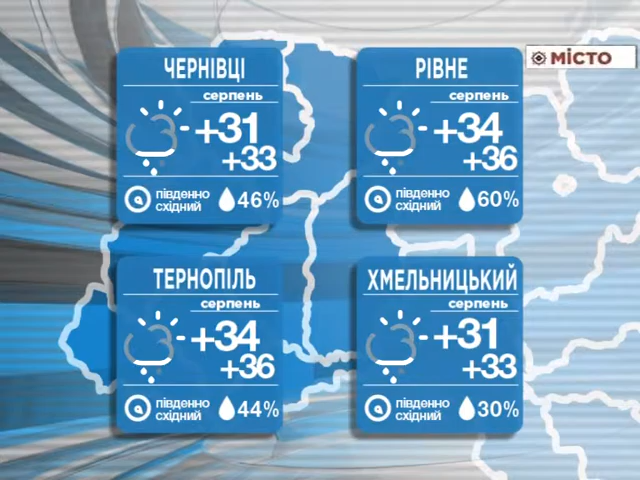 МІСТО
ЧЕРНІВЦІ
серпень
+31
+33
південно
східний
46%
РІВНЕ
серпень
+34
+36
південно
східний
60%
ТЕРНОПІЛЬ
серпень
+34
+36
південно
східний
44%
ХМЕЛЬНИЦЬКИЙ
серпень
+31
+33
південно
східний
30%